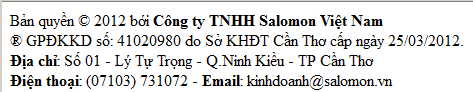 Bản quyền © 2012 bởi Công ty TNHH Salomon Việt Nam
® GPĐKKD số: 41020980 do Sở KHĐT Cần Thơ cấp ngày 25/03/2012.
Địa chỉ: Số 01 - Lý Tự Trọng - Q.Ninh Kiều - TP Cần Thơ
Điện thoại: (07103) 731072 - Email: kinhdoanh@salomon.vn